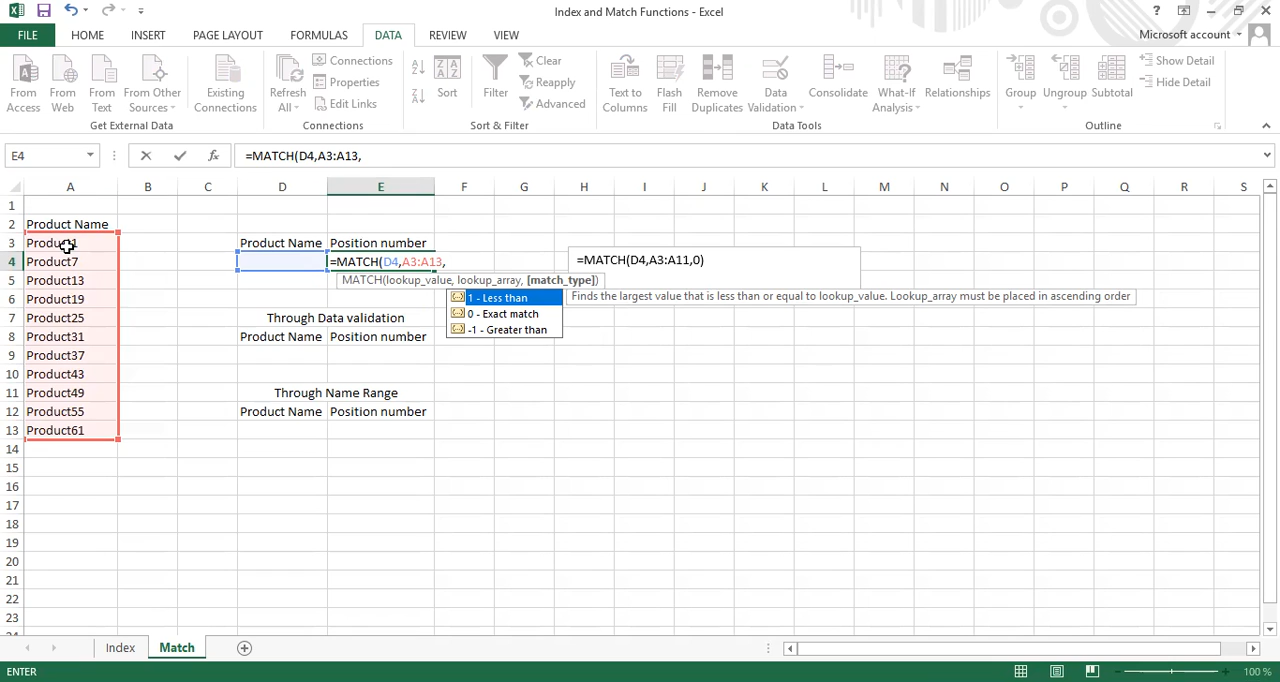 Index and Match Functions - Excel
?
FILE HOME INSERT PAGE LAYOUT FORMULAS DATA REVIEW VIEW
Microsoft account
From Access
From Web
From Text
From Other Sources
Existing Connections
Refresh All
Connections
Properties
Edit Links
Sort
Filter
Clear
Reapply
Advanced
Text to Columns
Flash Fill
Remove Duplicates
Data Validation
Consolidate
What-If Analysis
Relationships
Group
Ungroup
Subtotal
Show Detail
Hide Detail
Get External Data
Connections
Sort & Filter
Data Tools
Outline
E4
fx
=MATCH(D4,A3:A13,
A B C D E F G H I J K L M N O P Q R S
1
2 Product Name
3 Product1 Product Name Position number
4 Product7 =MATCH(D4,A3:A13, =MATCH(D4,A3:A11,0)
5 Product13 MATCH(lookup_value, lookup_array, [match_type])
6 Product19 1 - Less than Finds the largest value that is less than or equal to lookup_value. Lookup_array must be placed in ascending order
0 - Exact match
7 Product25 Through Data validation -1 - Greater than
8 Product31 Product Name Position number
9 Product37
10 Product43
11 Product49 Through Name Range
12 Product55 Product Name Position number
13 Product61
14
15
16
17
18
19
20
21
22
23
Index Match
ENTER
100 %